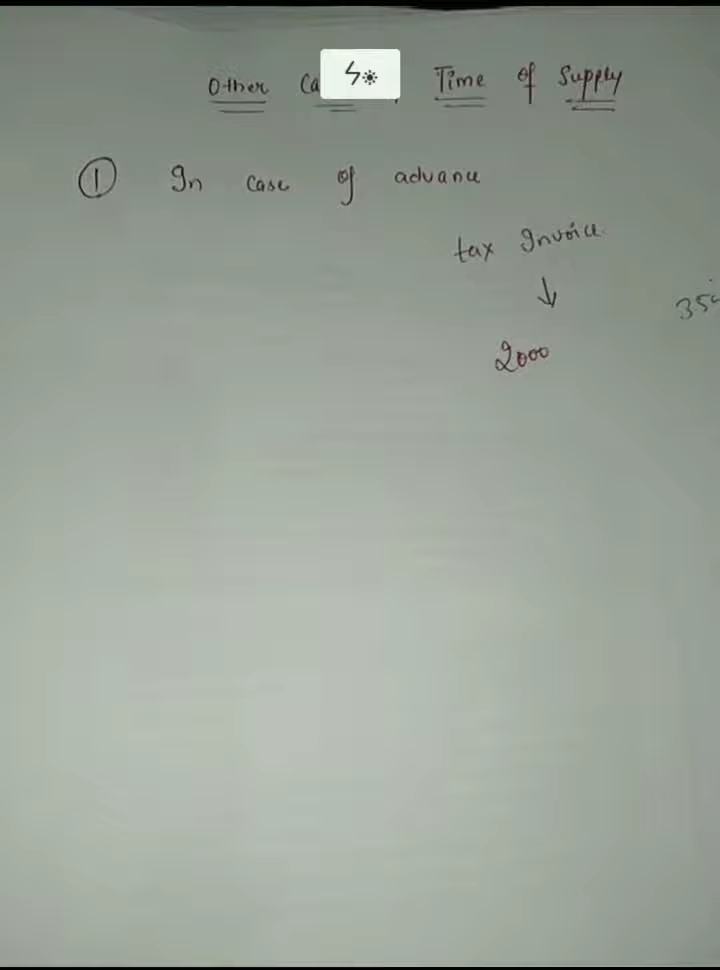 Other Ca Time of Supply
① In case of advance
tax Invoice
↓
2000